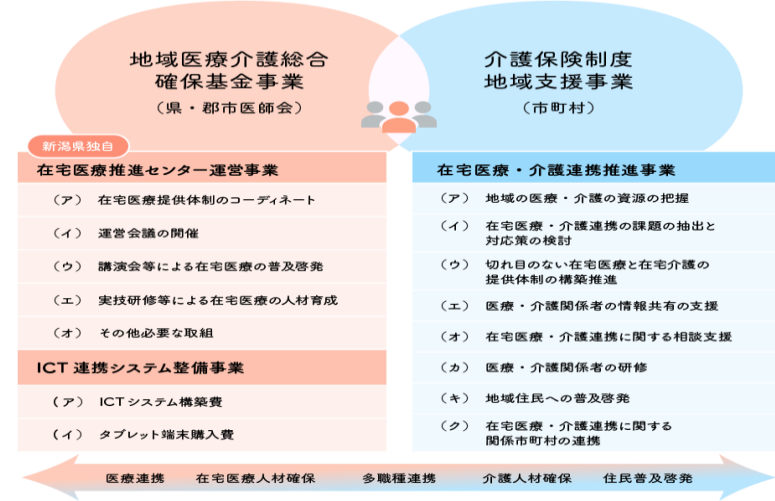 地域医療介護総合
確保基金事業
（県・郡市医師会）
介護保険制度
地域支援事業
（市町村）
新潟県独自
在宅医療推進センター運営事業
（ア） 在宅医療提供体制のコーディネート
（イ） 運営会議の開催
（ウ） 講演会等による在宅医療の普及啓発
（エ） 実技研修等による在宅医療の人材育成
（オ） その他必要な取組
ICT 連携システム整備事業
（ア） ICTシステム構築費
（イ） タブレット端末購入費
在宅医療・介護連携推進事業
（ア） 地域の医療・介護の資源の把握
（イ） 在宅医療・介護連携の課題の抽出と
対応策の検討
（ウ） 切れ目のない在宅医療と在宅介護の
提供体制の構築推進
（エ） 医療・介護関係者の情報共有の支援
（オ） 在宅医療・介護連携に関する相談支援
（カ） 医療・介護関係者の研修
（キ） 地域住民への普及啓発
（ク） 在宅医療・介護連携に関する
関係市町村の連携
医療連携 在宅医療人材確保 多職種連携 介護人材確保 住民普及啓発